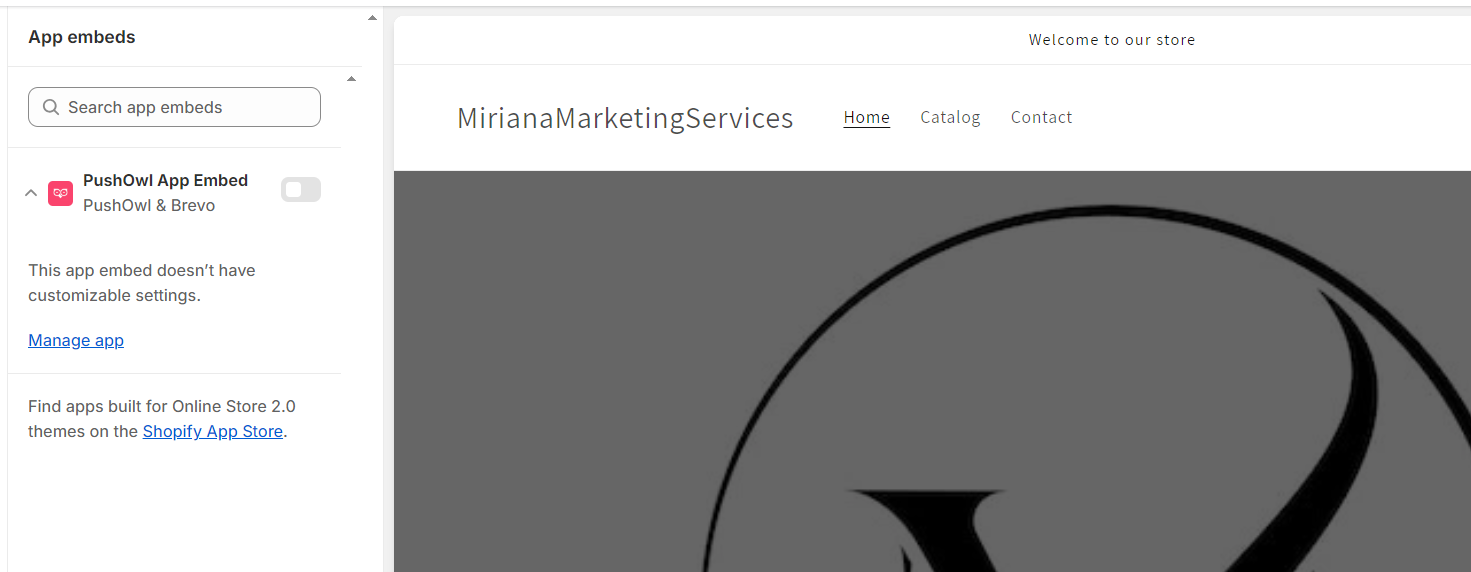 App embeds
Search app embeds
PushOwl App Embed
PushOwl & Brevo
This app embed doesn’t have
customizable settings.
Manage app
Find apps built for Online Store 2.0
themes on the Shopify App Store.
Welcome to our store
MirianaMarketingServices
Home
Catalog
Contact